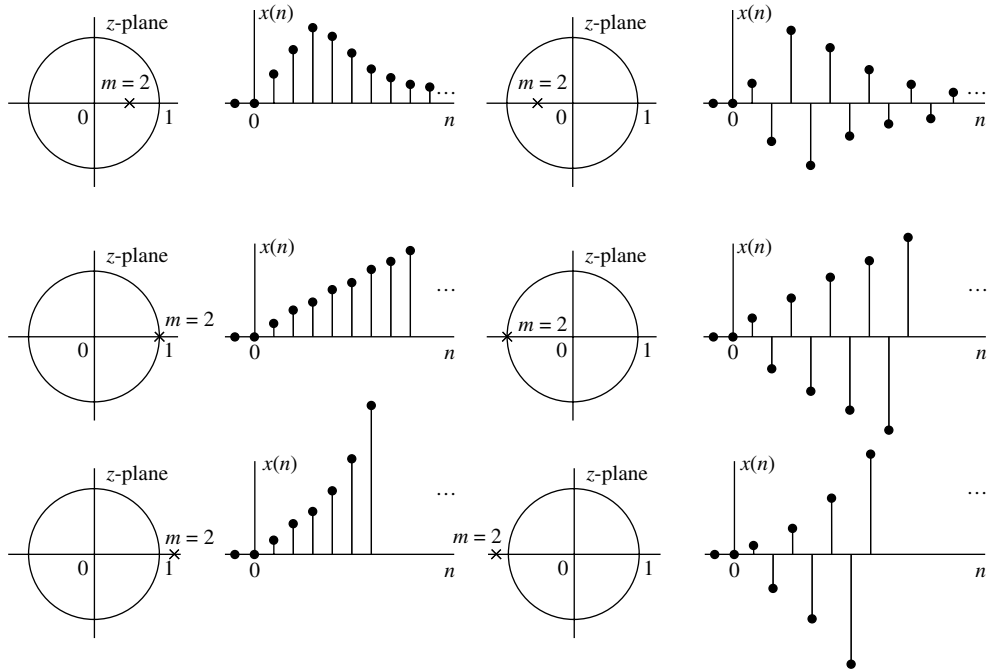 z-plane
m = 2
0
1
x(n)
0
n
...
z-plane
m = 2
0
1
x(n)
0
n
...
z-plane
m = 2
0
1
x(n)
0
n
...
z-plane
m = 2
0
1
x(n)
0
n
...
z-plane
m = 2
0
1
x(n)
0
n
...
z-plane
m = 2
0
1
x(n)
0
n
...